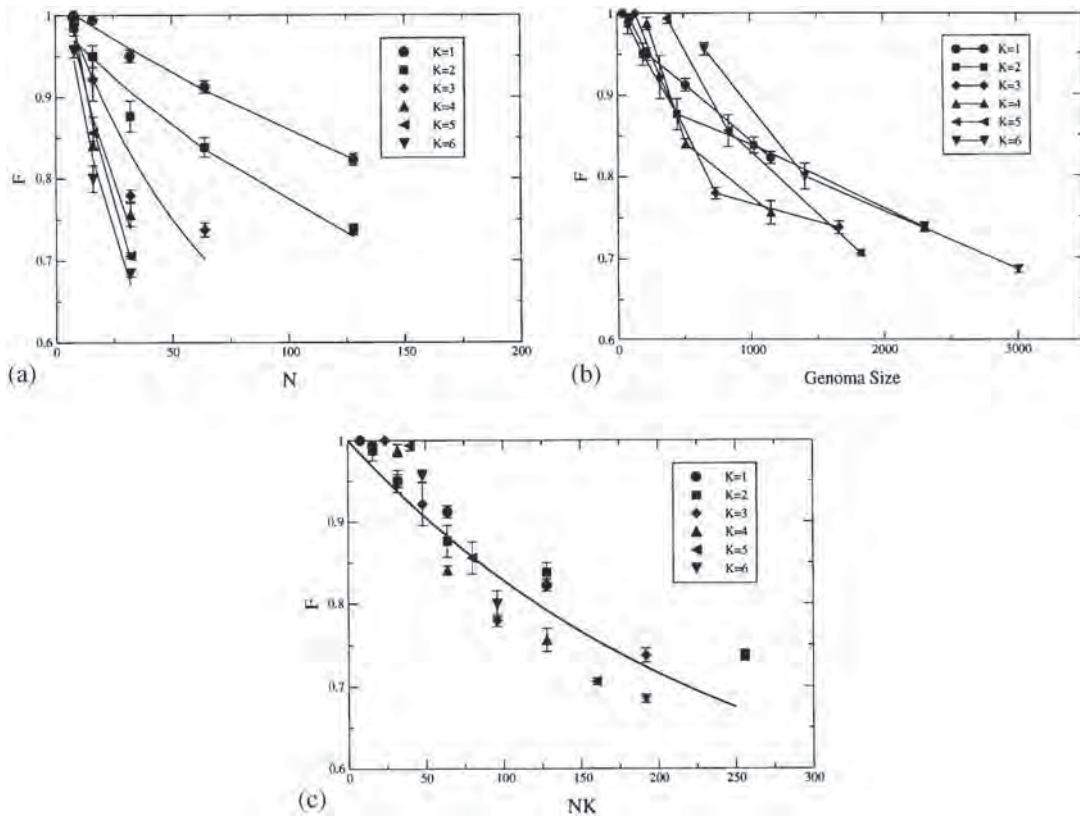 1
0.9
0.8
0.7
0.6
F
0
50
100
150
200
N
K=1
K=2
K=3
K=4
K=5
K=6
(a)
1
0.9
0.8
0.7
0.6
F
0
1000
2000
3000
Genoma Size
K=1
K=2
K=3
K=4
K=5
K=6
(b)
1
0.9
0.8
0.7
0.6
F
0
50
100
150
200
250
300
NK
K=1
K=2
K=3
K=4
K=5
K=6
(c)